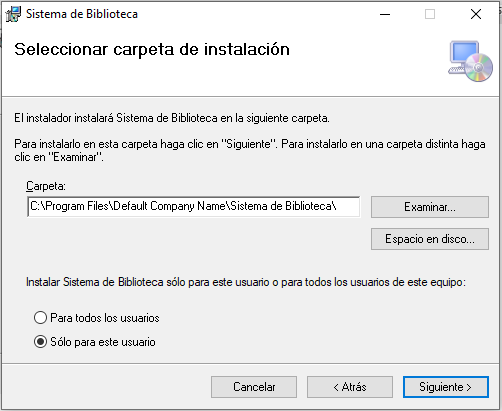 Sistema de Biblioteca
Seleccionar carpeta de instalación
El instalador instalará Sistema de Biblioteca en la siguiente carpeta.
Para instalarlo en esta carpeta haga clic en "Siguiente". Para instalarlo en una carpeta distinta haga
clic en "Examinar".
Carpeta:
C:\Program Files\Default Company Name\Sistema de Biblioteca\
Examinar...
Espacio en disco...
Instalar Sistema de Biblioteca sólo para este usuario o para todos los usuarios de este equipo:
Para todos los usuarios
Sólo para este usuario
Cancelar
< Atrás
Siguiente >